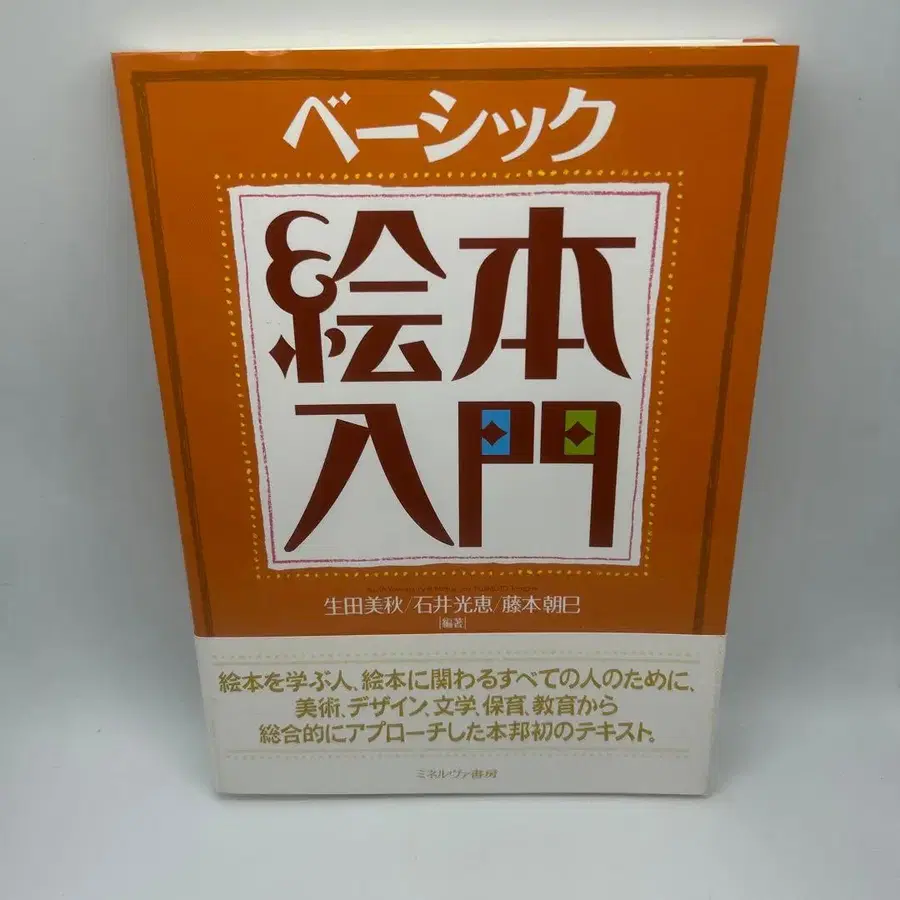 ベーシック
絵本
入門
生田美秋/石井光恵/藤本朝巳
[編著]
絵本を学ぶ人、絵本に関わるすべての人のために、
美術、デザイン、文学、保育、教育から
総合的にアプローチした本邦初のテキスト。
ミネルヴァ書房